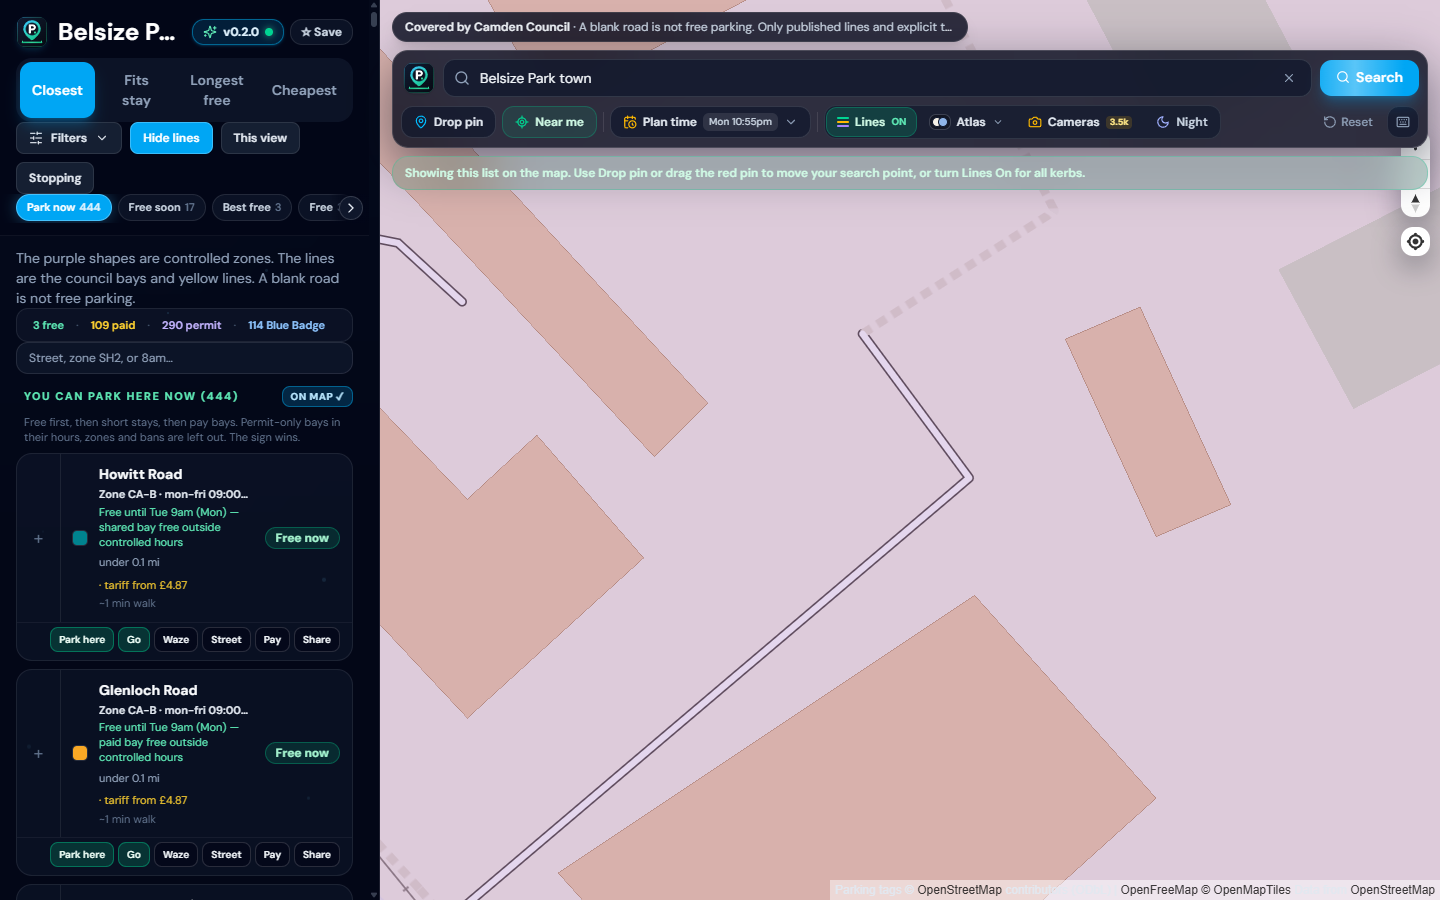 Belsize P...
v0.2.0
☆ Save
Closest
Fits stay
Longest free
Cheapest
Filters
Hide lines
This view
Stopping
Park now 444
Free soon 17
Best free 3
Free
The purple shapes are controlled zones. The lines
are the council bays and yellow lines. A blank road
is not free parking.
3 free · 109 paid · 290 permit · 114 Blue Badge
Street, zone SH2, or 8am...
YOU CAN PARK HERE NOW (444)
ON MAP ✓
Free first, then short stays, then pay bays. Permit-only bays in
their hours, zones and bans are left out. The sign wins.
Howitt Road
Zone CA-B · mon-fri 09:00...
Free until Tue 9am (Mon) —
shared bay free outside
controlled hours
Free now
under 0.1 mi
· tariff from £4.87
~1 min walk
Park here
Go
Waze
Street
Pay
Share
Glenloch Road
Zone CA-B · mon-fri 09:00...
Free until Tue 9am (Mon) —
paid bay free outside
controlled hours
Free now
under 0.1 mi
· tariff from £4.87
~1 min walk
Park here
Go
Waze
Street
Pay
Share
Covered by Camden Council · A blank road is not free parking. Only published lines and explicit t...
Belsize Park town
Search
Drop pin
Near me
Plan time
Mon 10:55pm
Lines ON
Atlas
Cameras 3.5k
Night
Reset
Showing this list on the map. Use Drop pin or drag the red pin to move your search point, or turn Lines On for all kerbs.
Parking tags © OpenStreetMap OpenFreeMap © OpenMapTiles OpenStreetMap